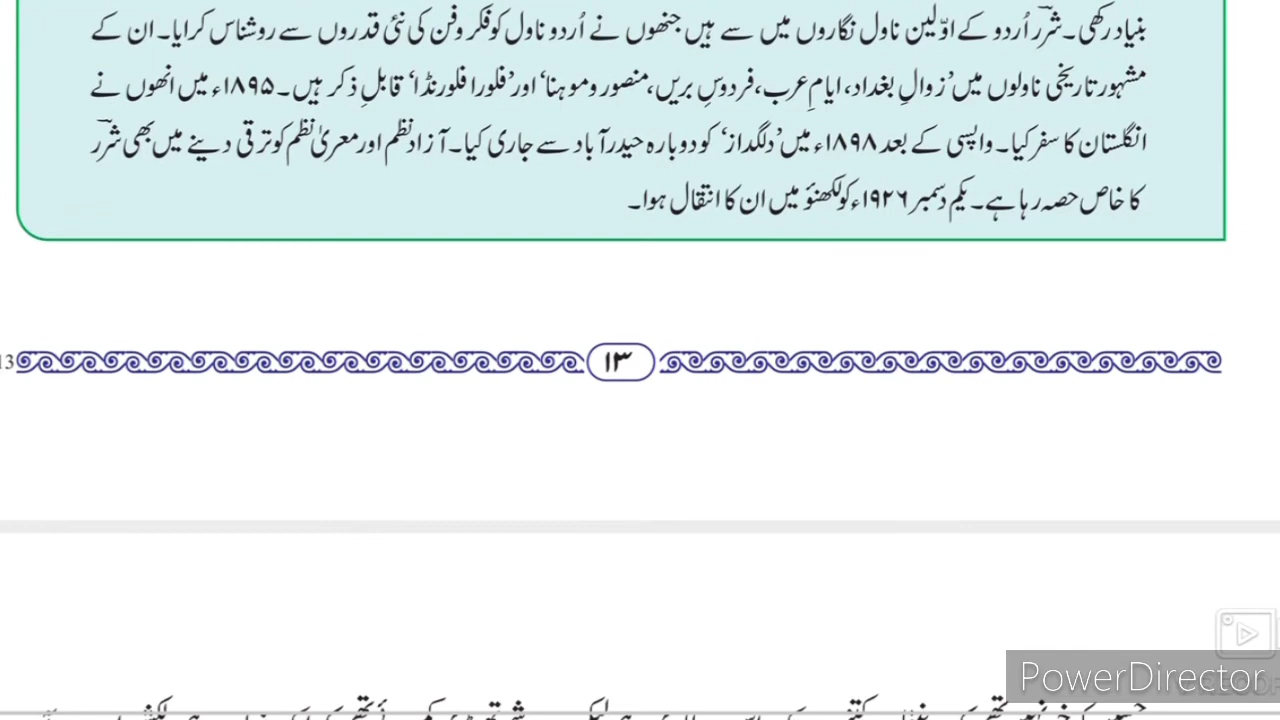 بنیاد رکھی۔ شررؔ اُردو کے اوّلین ناول نگاروں میں سے ہیں جنھوں نے اُردو ناول کو فکر و فن کی نئی قدروں سے روشناس کرایا۔ ان کے
مشہور تاریخی ناولوں میں 'زوالِ بغداد، ایامِ عرب، فردوسِ بریں، منصور و موہنا' اور 'فلورا فلورنڈا' قابلِ ذکر ہیں۔ ۱۸۹۵ء میں انھوں نے
انگلستان کا سفر کیا۔ واپسی کے بعد ۱۸۹۸ء میں 'دلگداز' کو دوبارہ حیدرآباد سے جاری کیا۔ آزاد نظم اور معریٰ نظم کو ترقی دینے میں بھی شررؔ
کا خاص حصہ رہا ہے۔ یکم دسمبر ۱۹۲۶ء کو لکھنؤ میں ان کا انتقال ہوا۔
13
۱۳
PowerDirector